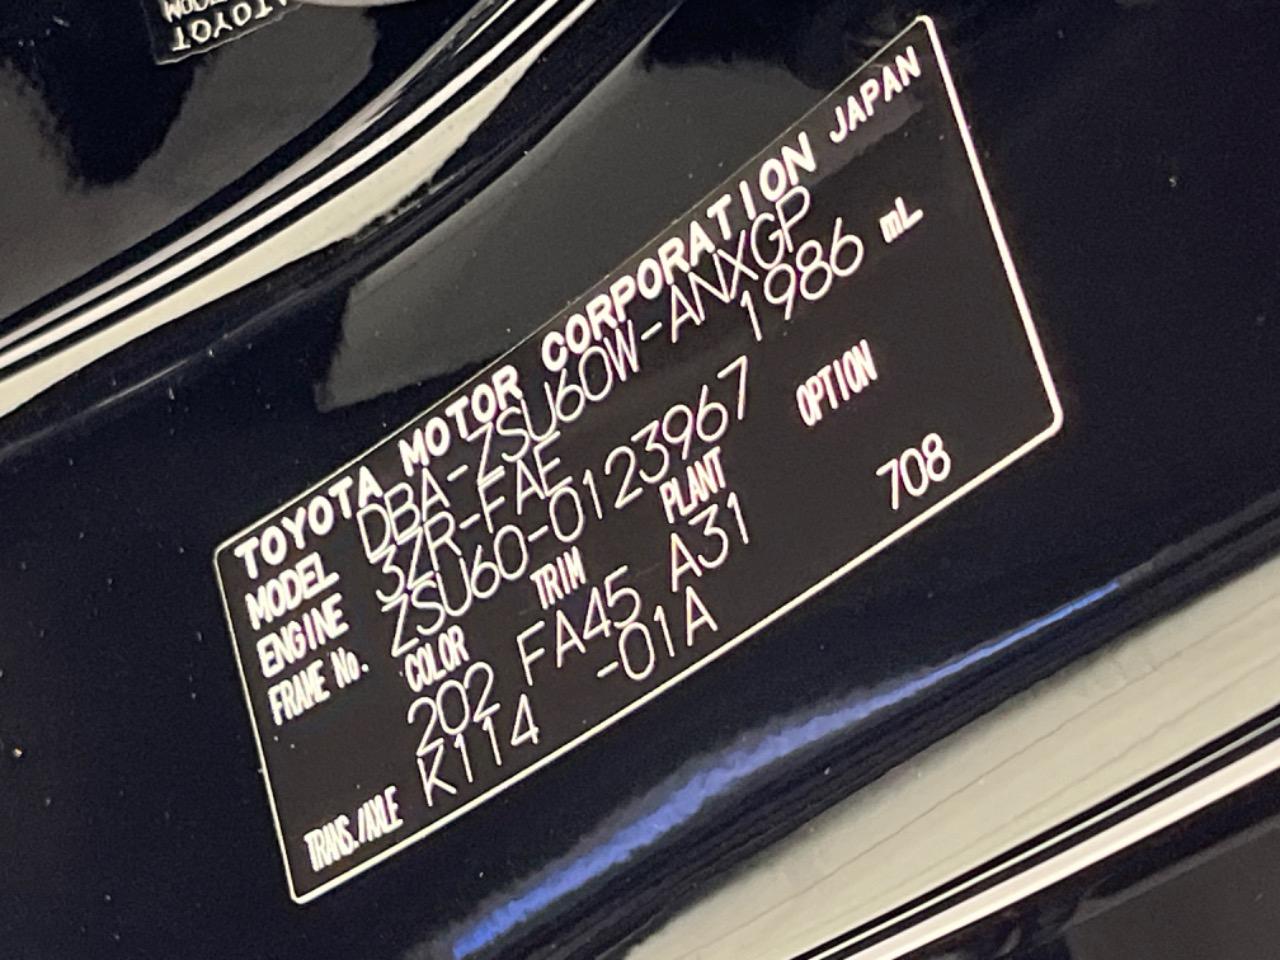 TOYOTA MOTOR CORPORATION JAPAN
MODEL DBA-ZSU60W-ANXGP
ENGINE 3ZR-FAE 1986 mL
FRAME No. ZSU60-0123967
COLOR TRIM PLANT OPTION
202 FA45 A31 708
TRANS./AXLE K114 -01A
TOYOT